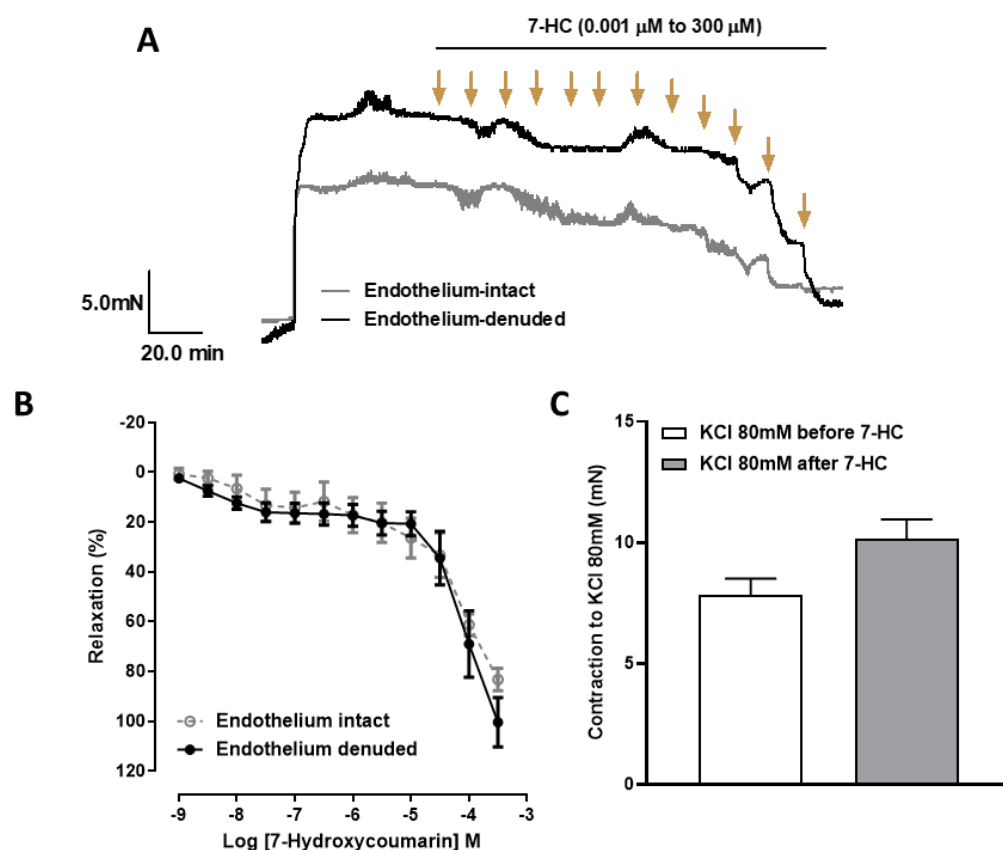 A
7-HC (0.001 µM to 300 µM)
5.0mN
20.0 min
Endothelium-intact
Endothelium-denuded
B
-20
0
20
40
60
80
100
120
Relaxation (%)
Endothelium intact
Endothelium denuded
-9 -8 -7 -6 -5 -4 -3
Log [7-Hydroxycoumarin] M
C
15
10
5
0
Contraction to KCl 80mM (mN)
KCl 80mM before 7-HC
KCl 80mM after 7-HC